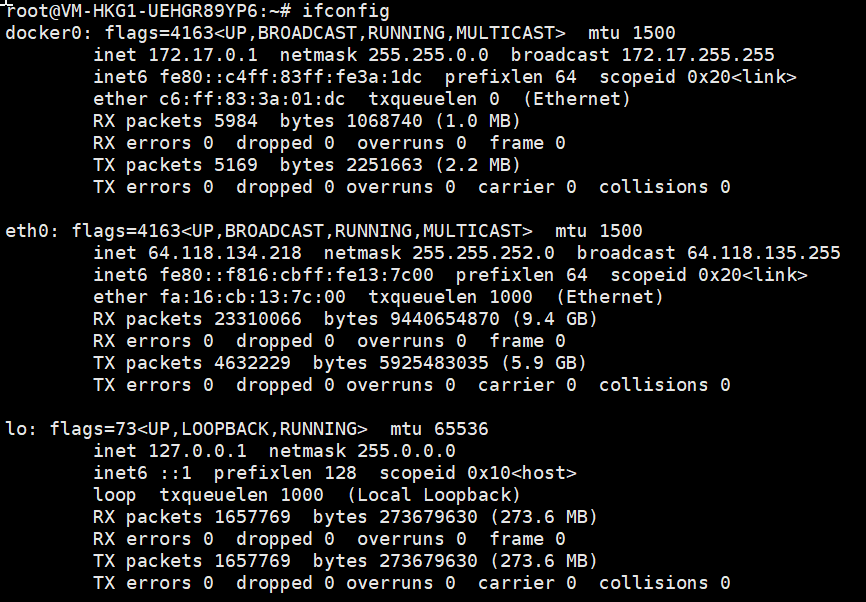 root@VM-HKG1-UEHGR89YP6:~# ifconfig
docker0: flags=4163<UP,BROADCAST,RUNNING,MULTICAST>  mtu 1500
        inet 172.17.0.1  netmask 255.255.0.0  broadcast 172.17.255.255
        inet6 fe80::c4ff:83ff:fe3a:1dc  prefixlen 64  scopeid 0x20<link>
        ether c6:ff:83:3a:01:dc  txqueuelen 0  (Ethernet)
        RX packets 5984  bytes 1068740 (1.0 MB)
        RX errors 0  dropped 0  overruns 0  frame 0
        TX packets 5169  bytes 2251663 (2.2 MB)
        TX errors 0  dropped 0 overruns 0  carrier 0  collisions 0

eth0: flags=4163<UP,BROADCAST,RUNNING,MULTICAST>  mtu 1500
        inet 64.118.134.218  netmask 255.255.252.0  broadcast 64.118.135.255
        inet6 fe80::f816:cbff:fe13:7c00  prefixlen 64  scopeid 0x20<link>
        ether fa:16:cb:13:7c:00  txqueuelen 1000  (Ethernet)
        RX packets 23310066  bytes 9440654870 (9.4 GB)
        RX errors 0  dropped 0  overruns 0  frame 0
        TX packets 4632229  bytes 5925483035 (5.9 GB)
        TX errors 0  dropped 0 overruns 0  carrier 0  collisions 0

lo: flags=73<UP,LOOPBACK,RUNNING>  mtu 65536
        inet 127.0.0.1  netmask 255.0.0.0
        inet6 ::1  prefixlen 128  scopeid 0x10<host>
        loop  txqueuelen 1000  (Local Loopback)
        RX packets 1657769  bytes 273679630 (273.6 MB)
        RX errors 0  dropped 0  overruns 0  frame 0
        TX packets 1657769  bytes 273679630 (273.6 MB)
        TX errors 0  dropped 0 overruns 0  carrier 0  collisions 0